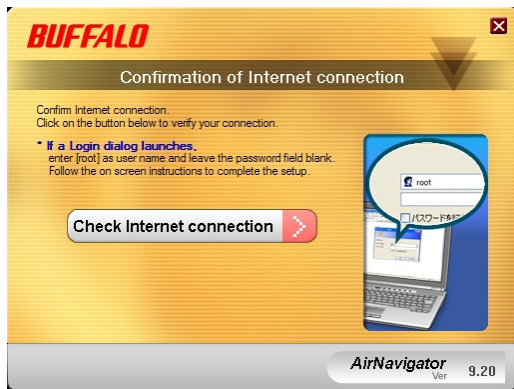 BUFFALO
Confirmation of Internet connection
Confirm Internet connection.
Click on the button below to verify your connection.
* If a Login dialog launches,
enter [root] as user name and leave the password field blank.
Follow the on screen instructions to complete the setup.
root
パスワードを
Check Internet connection
AirNavigator
Ver 9.20